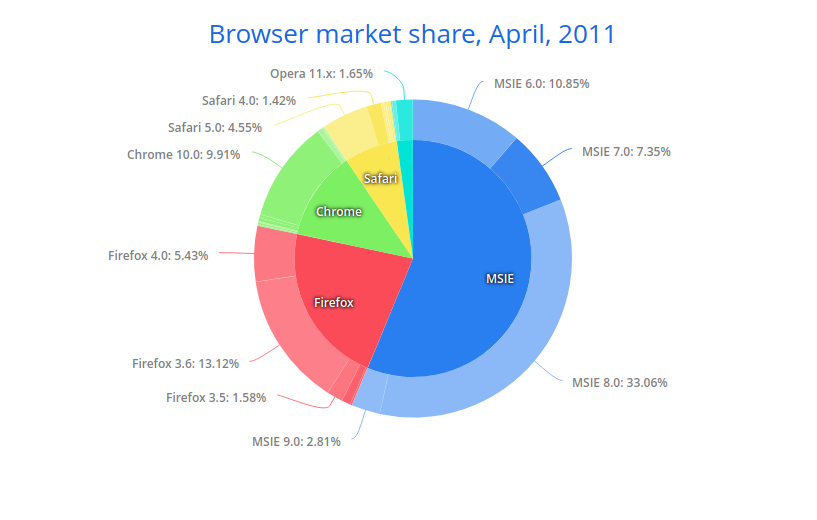 Browser market share, April, 2011
Opera 11.x: 1.65%
MSIE 6.0: 10.85%
Safari 4.0: 1.42%
Safari 5.0: 4.55%
MSIE 7.0: 7.35%
Chrome 10.0: 9.91%
Safari
Chrome
Firefox 4.0: 5.43%
MSIE
Firefox
Firefox 3.6: 13.12%
MSIE 8.0: 33.06%
Firefox 3.5: 1.58%
MSIE 9.0: 2.81%